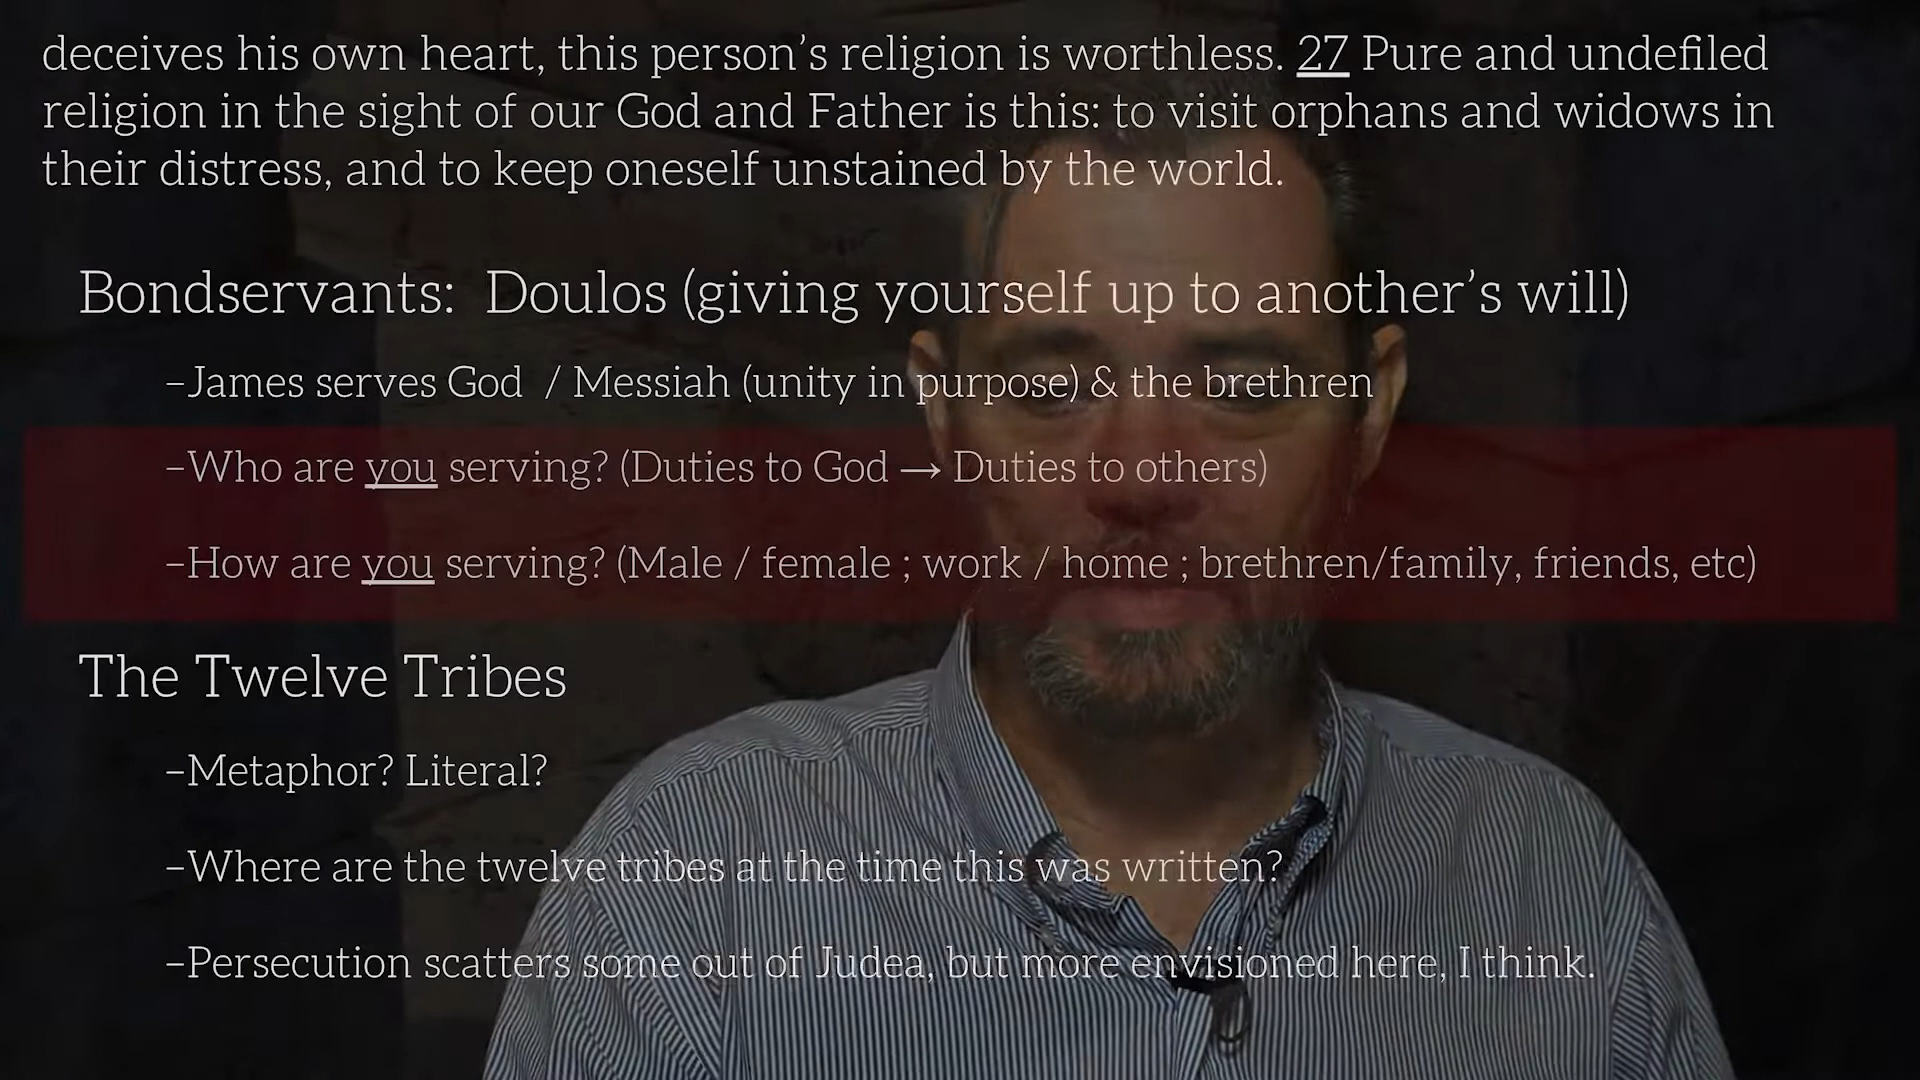 deceives his own heart, this person’s religion is worthless. 27 Pure and undefiled
religion in the sight of our God and Father is this: to visit orphans and widows in
their distress, and to keep oneself unstained by the world.
Bondservants: Doulos (giving yourself up to another’s will)
–James serves God / Messiah (unity in purpose) & the brethren
–Who are you serving? (Duties to God → Duties to others)
–How are you serving? (Male / female ; work / home ; brethren/family, friends, etc)
The Twelve Tribes
–Metaphor? Literal?
–Where are the twelve tribes at the time this was written?
–Persecution scatters some out of Judea, but more envisioned here, I think.